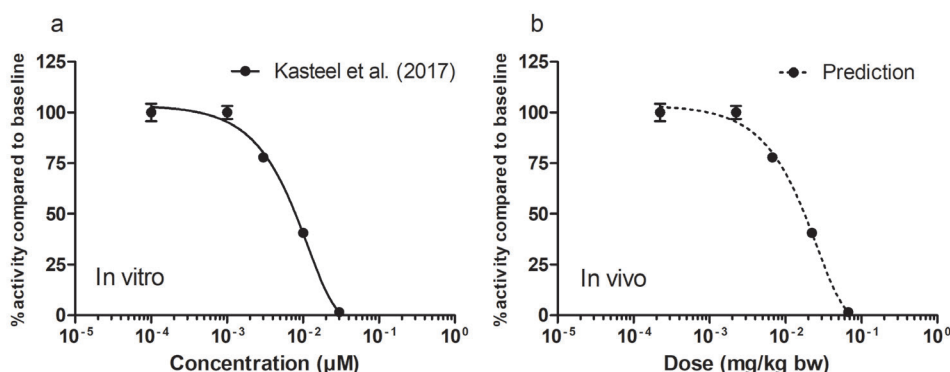 a
Kasteel et al. (2017)
% activity compared to baseline
125
100
75
50
25
0
In vitro
10⁻⁵ 10⁻⁴ 10⁻³ 10⁻² 10⁻¹ 10⁰
Concentration (µM)
b
Prediction
% activity compared to baseline
125
100
75
50
25
0
In vivo
10⁻⁵ 10⁻⁴ 10⁻³ 10⁻² 10⁻¹ 10⁰
Dose (mg/kg bw)